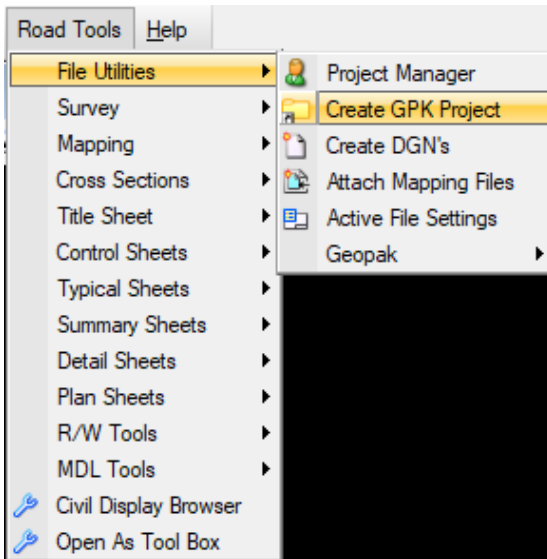 Road Tools Help
File Utilities
Survey
Mapping
Cross Sections
Title Sheet
Control Sheets
Typical Sheets
Summary Sheets
Detail Sheets
Plan Sheets
R/W Tools
MDL Tools
Civil Display Browser
Open As Tool Box
Project Manager
Create GPK Project
Create DGN's
Attach Mapping Files
Active File Settings
Geopak